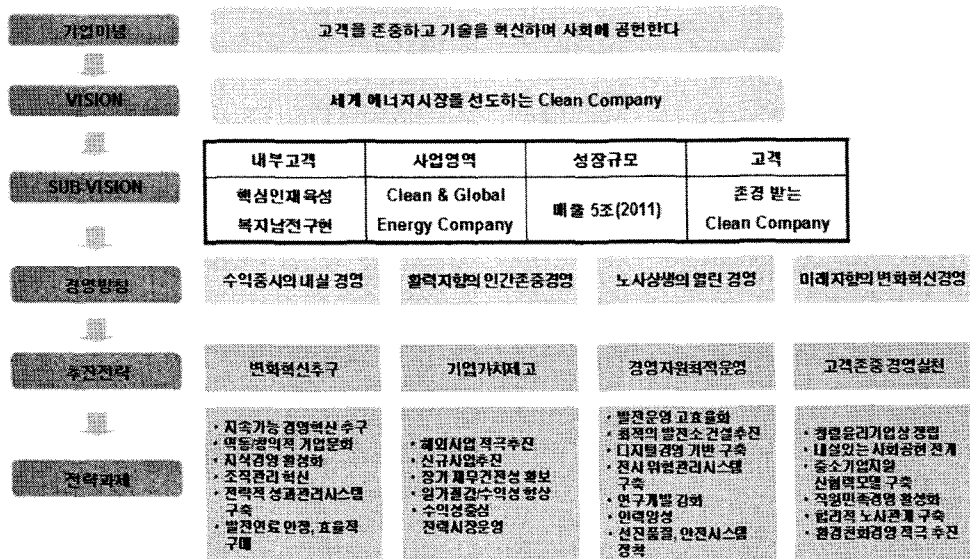 기업이념
고객을 존중하고 기술을 혁신하며 사회에 공헌한다
VISION
세계 에너지시장을 선도하는 Clean Company
SUB-VISION
내부고객 사업영역 성장규모 고객
핵심인재육성 Clean & Global 매출 5조(2011) 존경 받는
복지남전구현 Energy Company Clean Company
경영방침
수익중시의 내실 경영 활력지향의 인간존중경영 노사상생의 열린 경영 미래지향의 변화혁신경영
추진전략
변화혁신추구 기업가치제고 경영자원최적운영 고객존중 경영실천
전략과제
· 지속가능 경영혁신 추구
· 역동/창의적 기업문화
· 지식경영 활성화
· 조직관리 혁신
· 전략적 성과관리시스템
구축
· 발전연료 안정, 효율적
구매
· 해외사업 적극추진
· 신규사업추진
· 장기 재무건전성 확보
· 원가절감/수익성 향상
· 수익성중심
전력시장운영
· 발전운영 고효율화
· 최적의 발전소 건설추진
· 디지털경영 기반 구축
· 전사 위험관리시스템
구축
· 연구개발 강화
· 인력양성
· 선진품질, 안전시스템
정착
· 청렴윤리기업상 정립
· 내실있는 사회공헌 전개
· 중소기업지원
신협력모델 구축
· 직원만족경영 활성화
· 합리적 노사관계 구축
· 환경친화경영 적극 추진